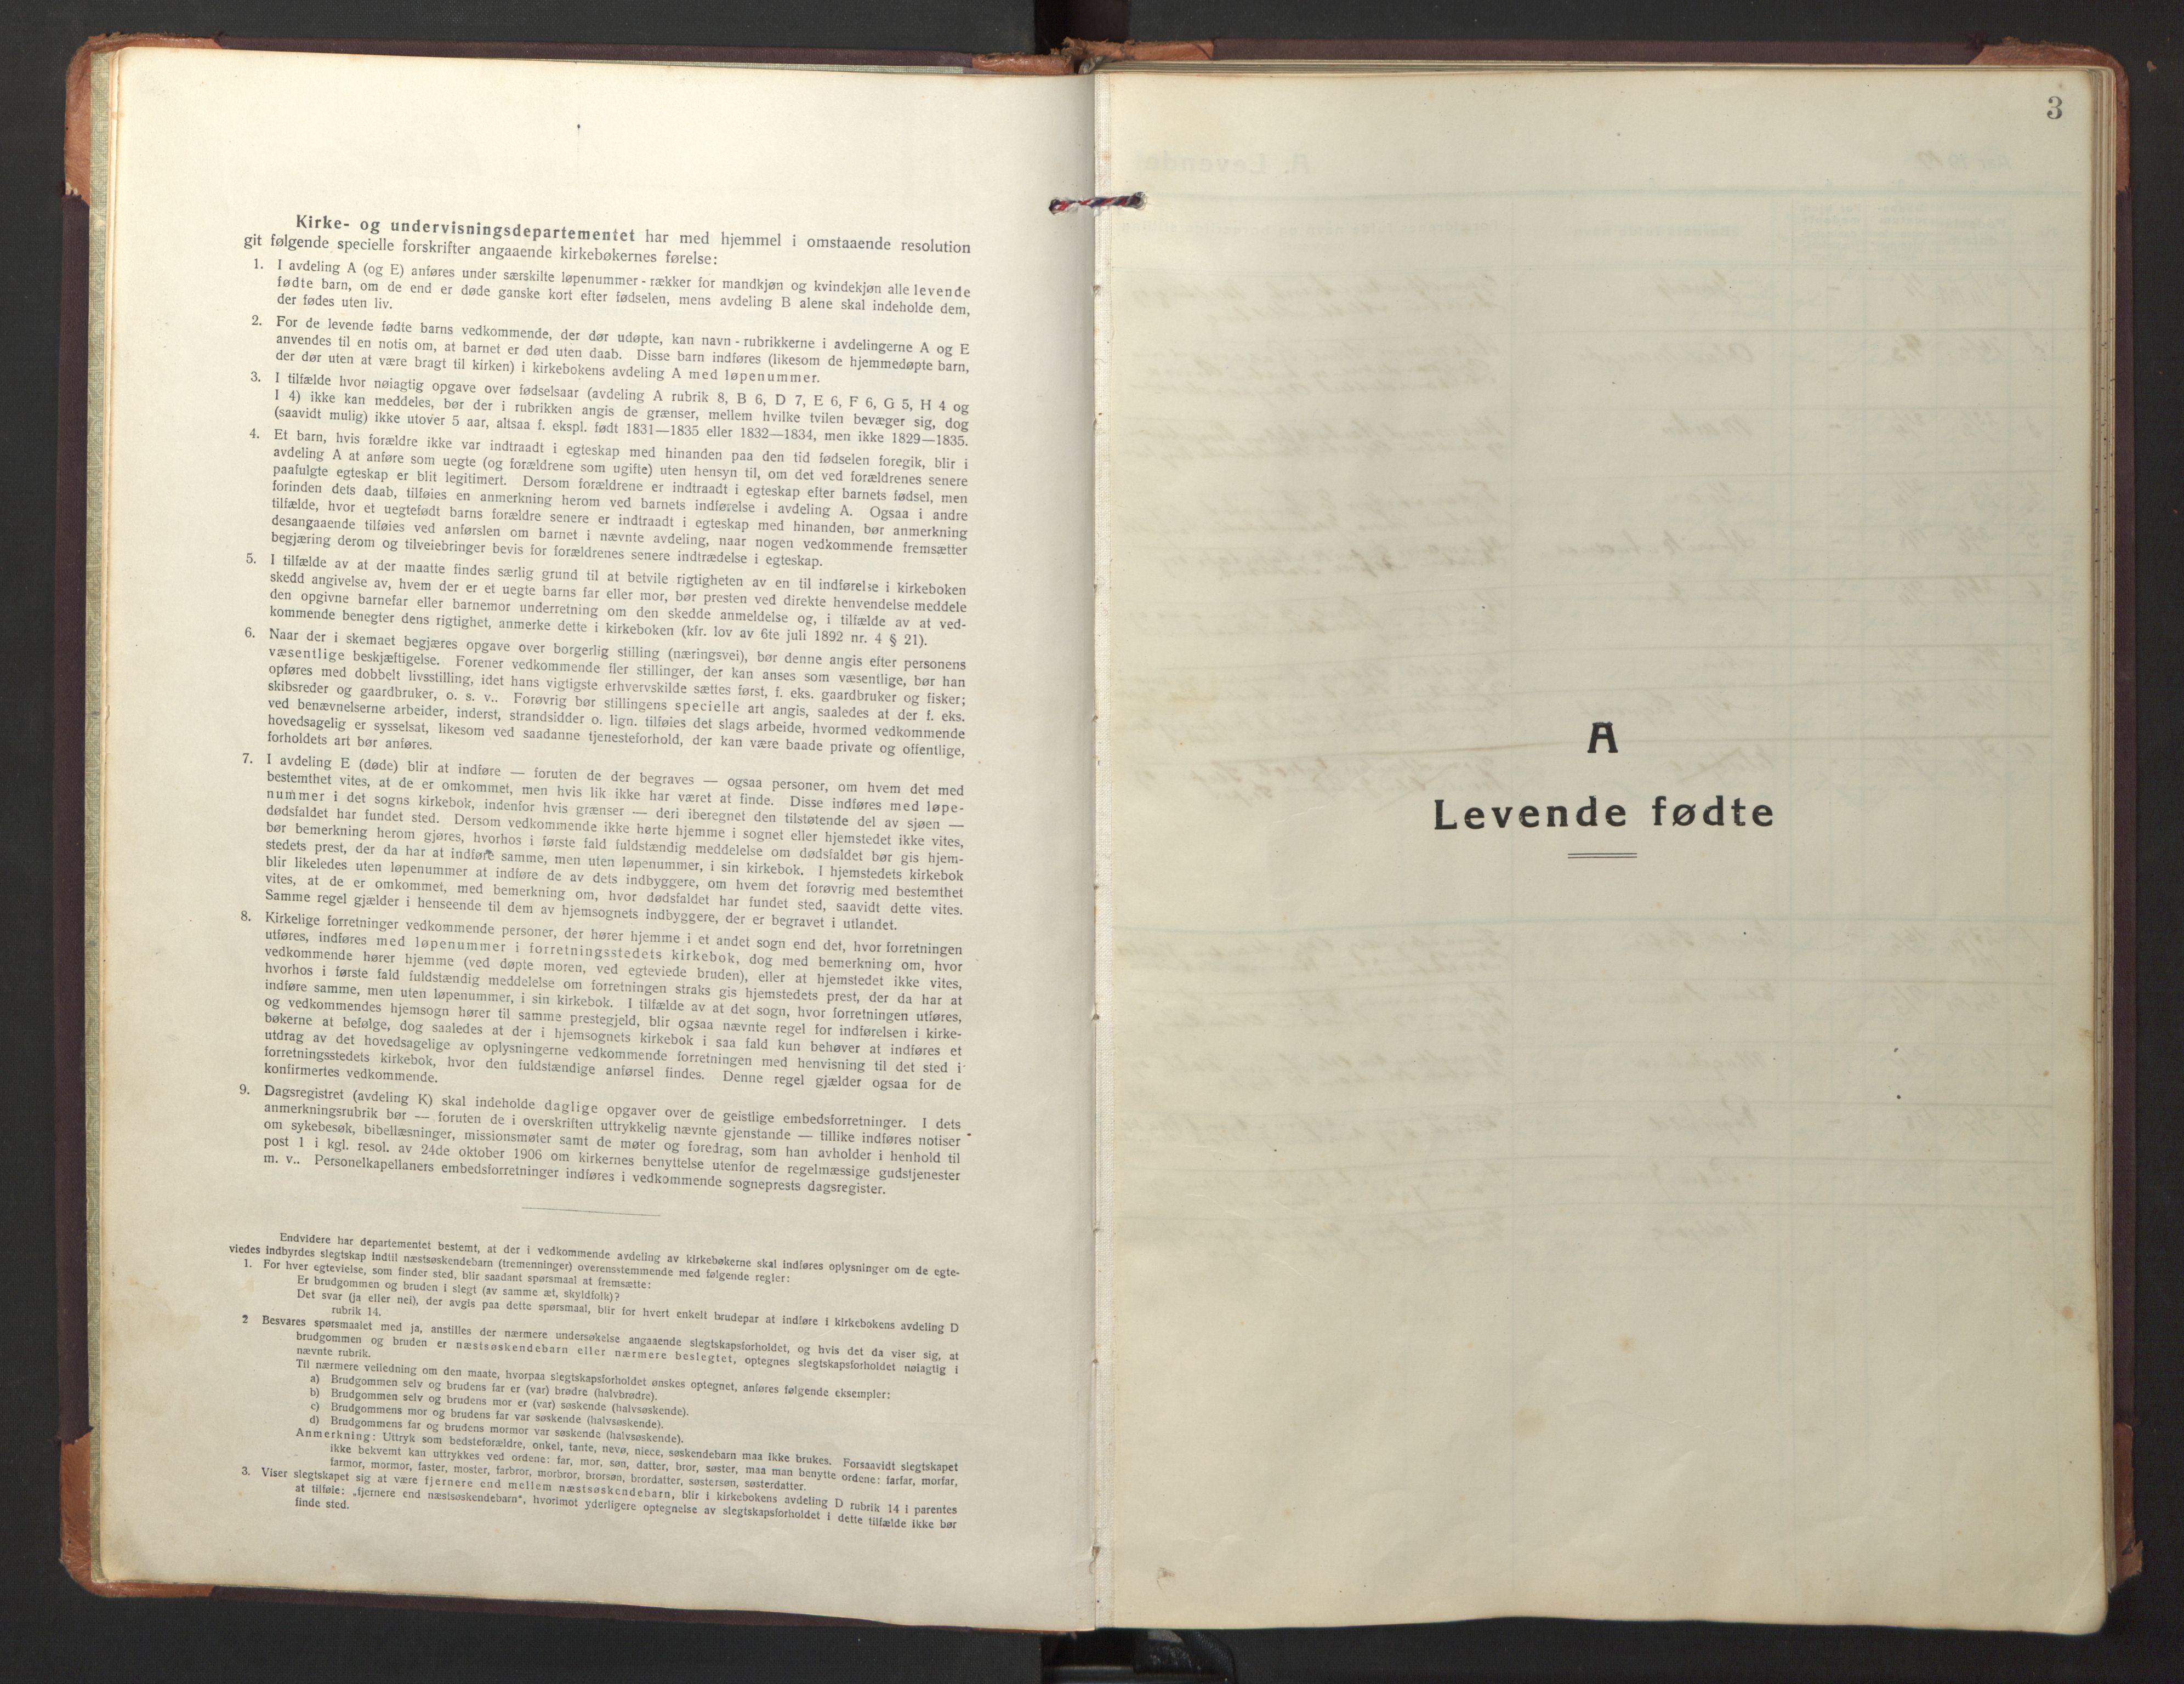 Kirke- og undervisningsdepartementet har med hjemmel i omstaaende resolution
git følgende specielle forskrifter angaaende kirkebøkernes førelse:
1. I avdeling A (og E) anføres under særskilte løpenummer-rækker for mandkjøn og kvindekjøn alle levende
fødte barn, om de end er døde ganske kort efter fødselen, mens avdeling B alene skal indeholde dem,
der fødes uten liv.
2. For de levende fødte barns vedkommende, der dør udøpte, kan navn-rubrikkerne i avdelingerne A og E
anvendes til en notis om, at barnet er død uten daab. Disse barn indføres (likesom de hjemmedøpte barn,
der dør uten at være bragt til kirken) i kirkebokens avdeling A med løpenummer.
3. I tilfælde hvor nøiagtig opgave over fødselsaar (avdeling A rubrik 8, B 6, D 7, E 6, F 6, G 5, H 4 og
I 4) ikke kan meddeles, bør der i rubrikken angis de grænser, mellem hvilke tvilen bevæger sig, dog
(saavidt mulig) ikke utover 5 aar, altsaa f. ekspl. født 1831—1835 eller 1832—1834, men ikke 1829—1835.
4. Et barn, hvis forældre ikke var indtraadt i egteskap med hinanden paa den tid fødselen foregik, blir i
avdeling A at anføre som uegte (og forældrene som ugifte) uten hensyn til, om det ved forældrenes senere
paafulgte egteskap er blit legitimert. Dersom forældrene er indtraadt i egteskap efter barnets fødsel, men
forinden dets daab, tilføies en anmerkning herom ved barnets indførelse i avdeling A. Ogsaa i andre
tilfælde, hvor et uegtefødt barns forældre senere er indtraadt i egteskap med hinanden, bør anmerkning
desangaaende tilføies ved anførslen om barnet i nævnte avdeling, naar nogen vedkommende fremsætter
begjæring derom og tilveiebringer bevis for forældrenes senere indtrædelse i egteskap.
5. I tilfælde av at der maatte findes særlig grund til at betvile rigtigheten av en til indførelse i kirkeboken
skedd angivelse av, hvem der er et uegte barns far eller mor, bør presten ved direkte henvendelse meddele
den opgivne barnefar eller barnemor underretning om den skedde anmeldelse og, i tilfælde av at ved-
kommende benegter dens rigtighet, anmerke dette i kirkeboken (kfr. lov av 6te juli 1892 nr. 4 § 21).
6. Naar der i skemaet begjæres opgave over borgerlig stilling (næringsvei), bør denne angis efter personens
væsentlige beskjæftigelse. Forener vedkommende fler stillinger, der kan anses som væsentlige, bør han
opføres med dobbelt livsstilling, idet hans vigtigste erhvervskilde sættes først, f. eks. gaardbruker og fisker;
skibsreder og gaardbruker, o. s. v.. Forøvrig bør stillingens specielle art angis, saaledes at der f. eks.
ved benævnelserne arbeider, inderst, strandsidder o. lign. tilføies det slags arbeide, hvormed vedkommende
hovedsagelig er sysselsat, likesom ved saadanne tjenesteforhold, der kan være baade private og offentlige,
forholdets art bør anføres.
7. I avdeling E (døde) blir at indføre — foruten de der begraves — ogsaa personer, om hvem det med
bestemthet vites, at de er omkommet, men hvis lik ikke har været at finde. Disse indføres med løpe-
nummer i det sogns kirkebok, indenfor hvis grænser — deri iberegnet den tilstøtende del av sjøen —
dødsfaldet har fundet sted. Dersom vedkommende ikke hørte hjemme i sognet eller hjemstedet ikke vites,
bør bemerkning herom gjøres, hvorhos i første fald fuldstændig meddelelse om dødsfaldet bør gis hjem-
stedets prest, der da har at indføre samme, men uten løpenummer, i sin kirkebok. I hjemstedets kirkebok
blir likeledes uten løpenummer at indføre de av dets indbyggere, om hvem det forøvrig med bestemthet
vites, at de er omkommet, med bemerkning om, hvor dødsfaldet har fundet sted, saavidt dette vites.
Samme regel gjælder i henseende til dem av hjemsognets indbyggere, der er begravet i utlandet.
8. Kirkelige forretninger vedkommende personer, der hører hjemme i et andet sogn end det, hvor forretningen
utføres, indføres med løpenummer i forretningsstedets kirkebok, dog med bemerkning om, hvor
vedkommende hører hjemme (ved døpte moren, ved egteviede bruden), eller at hjemstedet ikke vites,
hvorhos i første fald fuldstændig meddelelse om forretningen straks gis hjemstedets prest, der da har at
indføre samme, men uten løpenummer, i sin kirkebok. I tilfælde av at det sogn, hvor forretningen utføres,
og vedkommendes hjemsogn hører til samme prestegjeld, blir ogsaa nævnte regel for indførelsen i kirke-
bøkerne at befølge, dog saaledes at der i hjemsognets kirkebok i saa fald kun behøver at indføres et
utdrag av det hovedsagelige av oplysningerne vedkommende forretningen med henvisning til det sted i
forretningsstedets kirkebok, hvor den fuldstændige anførsel findes. Denne regel gjælder ogsaa for de
konfirmertes vedkommende.
9. Dagsregistret (avdeling K) skal indeholde daglige opgaver over de geistlige embedsforretninger. I dets
anmerkningsrubrik bør — foruten de i overskriften uttrykkelig nævnte gjenstande — tillike indføres notiser
om sykebesøk, bibellæsninger, missionsmøter samt de møter og foredrag, som han avholder i henhold til
post 1 i kgl. resol. av 24de oktober 1906 om kirkernes benyttelse utenfor de regelmæssige gudstjenester
m. v.. Personelkapellaners embedsforretninger indføres i vedkommende sogneprests dagsregister.
Endvidere har departementet bestemt, at der i vedkommende avdeling av kirkebøkerne skal indføres oplysninger om de egte-
viedes indbyrdes slegtskap indtil næstsøskendebarn (tremenninger) overensstemmende med følgende regler:
1. For hver egtevielse, som finder sted, blir saadant spørsmaal at fremsætte:
Er brudgommen og bruden i slegt (av samme æt, skyldfolk)?
Det svar (ja eller nei), der avgis paa dette spørsmaal, blir for hvert enkelt brudepar at indføre i kirkebokens avdeling D
rubrik 14.
2 Besvares spørsmaalet med ja, anstilles der nærmere undersøkelse angaaende slegtskapsforholdet, og hvis det da viser sig, at
brudgommen og bruden er næstsøskendebarn eller nærmere beslegtet, optegnes slegtskapsforholdet nøiagtig i
nævnte rubrik.
Til nærmere veiledning om den maate, hvorpaa slegtskapsforholdet ønskes optegnet, anføres følgende eksempler:
a) Brudgommen selv og brudens far er (var) brødre (halvbrødre).
b) Brudgommen selv og brudens mor er (var) søskende (halvsøskende).
c) Brudgommens mor og brudens far var søskende (halvsøskende).
d) Brudgommens far og brudens mormor var søskende (halvsøskende).
Anmerkning: Uttryk som bedsteforældre, onkel, tante, nevø, niece, søskendebarn maa ikke brukes. Forsaavidt slegtskapet
ikke bekvemt kan uttrykkes ved ordene: far, mor, søn, datter, bror, søster, maa man benytte ordene: farfar, morfar,
farmor, mormor, faster, moster, farbror, morbror, brorsøn, brordatter, søstersøn, søsterdatter.
3. Viser slegtskapet sig at være fjernere end mellem næstsøskendebarn, blir i kirkebokens avdeling D rubrik 14 i parentes
at tilføie: „fjernere end næstsøskendebarn", hvorimot yderligere optegnelse av slegtskapsforholdet i dette tilfælde ikke bør
finde sted.
3
A
Levende fødte